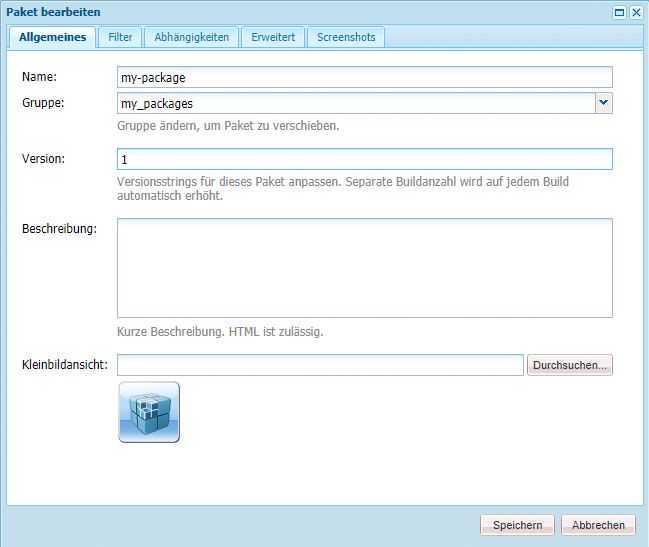 Paket bearbeiten
Allgemeines Filter Abhängigkeiten Erweitert Screenshots
Name: my-package
Gruppe: my_packages
Gruppe ändern, um Paket zu verschieben.
Version: 1
Versionsstrings für dieses Paket anpassen. Separate Buildanzahl wird auf jedem Build
automatisch erhöht.
Beschreibung:
Kurze Beschreibung. HTML ist zulässig.
Kleinbildansicht: Durchsuchen...
Speichern Abbrechen